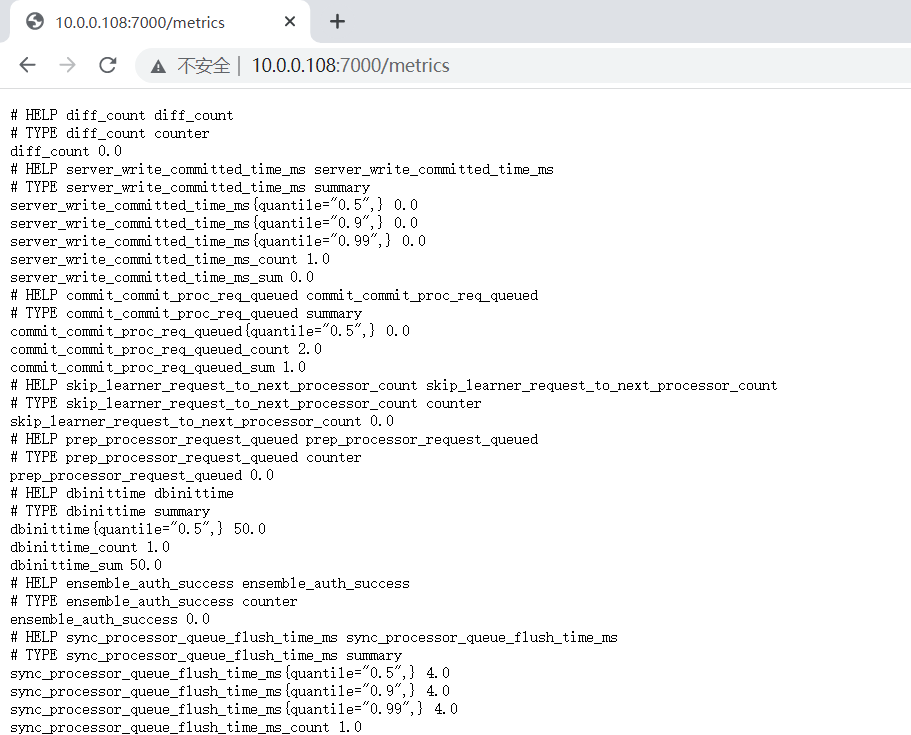 10.0.0.108:7000/metrics
不安全 | 10.0.0.108:7000/metrics
# HELP diff_count diff_count
# TYPE diff_count counter
diff_count 0.0
# HELP server_write_committed_time_ms server_write_committed_time_ms
# TYPE server_write_committed_time_ms summary
server_write_committed_time_ms{quantile="0.5",} 0.0
server_write_committed_time_ms{quantile="0.9",} 0.0
server_write_committed_time_ms{quantile="0.99",} 0.0
server_write_committed_time_ms_count 1.0
server_write_committed_time_ms_sum 0.0
# HELP commit_commit_proc_req_queued commit_commit_proc_req_queued
# TYPE commit_commit_proc_req_queued summary
commit_commit_proc_req_queued{quantile="0.5",} 0.0
commit_commit_proc_req_queued_count 2.0
commit_commit_proc_req_queued_sum 1.0
# HELP skip_learner_request_to_next_processor_count skip_learner_request_to_next_processor_count
# TYPE skip_learner_request_to_next_processor_count counter
skip_learner_request_to_next_processor_count 0.0
# HELP prep_processor_request_queued prep_processor_request_queued
# TYPE prep_processor_request_queued counter
prep_processor_request_queued 0.0
# HELP dbinittime dbinittime
# TYPE dbinittime summary
dbinittime{quantile="0.5",} 50.0
dbinittime_count 1.0
dbinittime_sum 50.0
# HELP ensemble_auth_success ensemble_auth_success
# TYPE ensemble_auth_success counter
ensemble_auth_success 0.0
# HELP sync_processor_queue_flush_time_ms sync_processor_queue_flush_time_ms
# TYPE sync_processor_queue_flush_time_ms summary
sync_processor_queue_flush_time_ms{quantile="0.5",} 4.0
sync_processor_queue_flush_time_ms{quantile="0.9",} 4.0
sync_processor_queue_flush_time_ms{quantile="0.99",} 4.0
sync_processor_queue_flush_time_ms_count 1.0